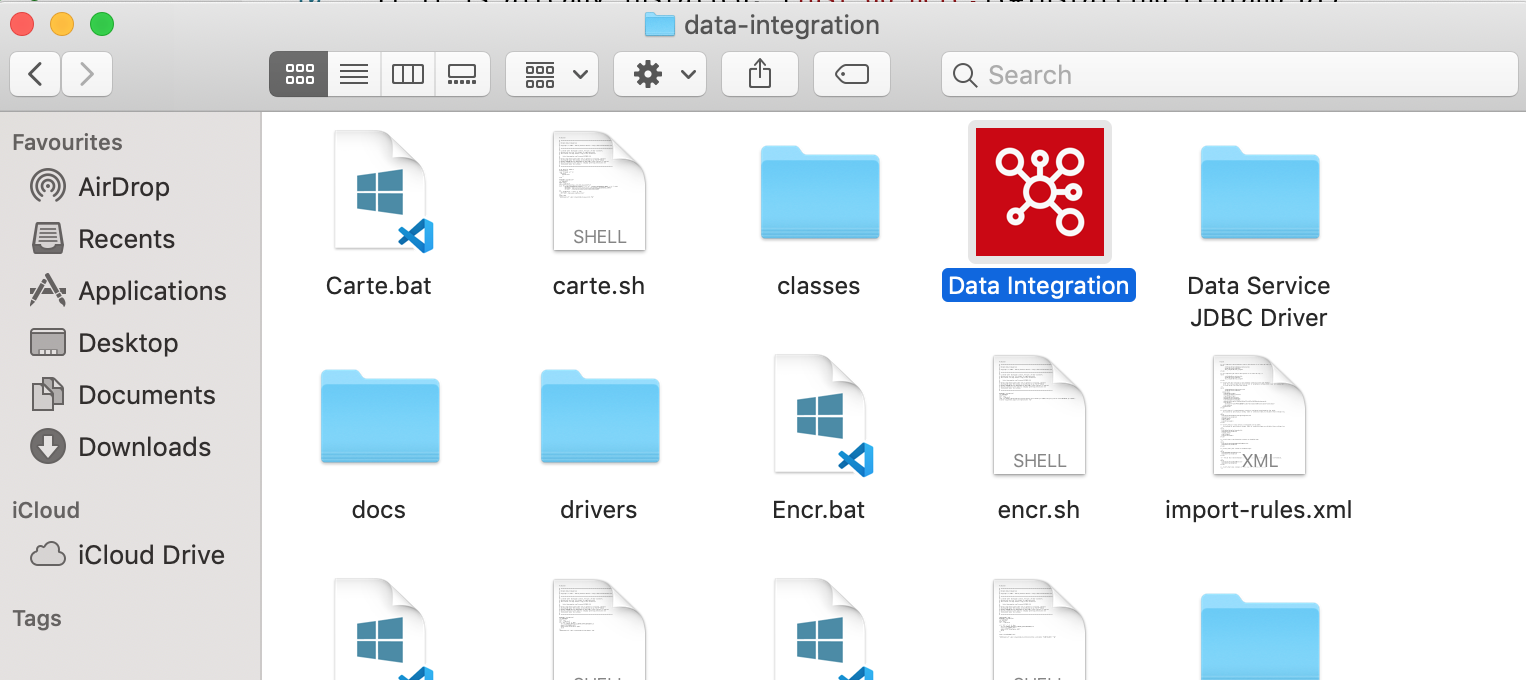 data-integration
Search
Favourites
AirDrop
Recents
Applications
Desktop
Documents
Downloads
iCloud
iCloud Drive
Tags
SHELL
Carte.bat
carte.sh
classes
Data Integration
Data Service
JDBC Driver
SHELL
XML
docs
drivers
Encr.bat
encr.sh
import-rules.xml